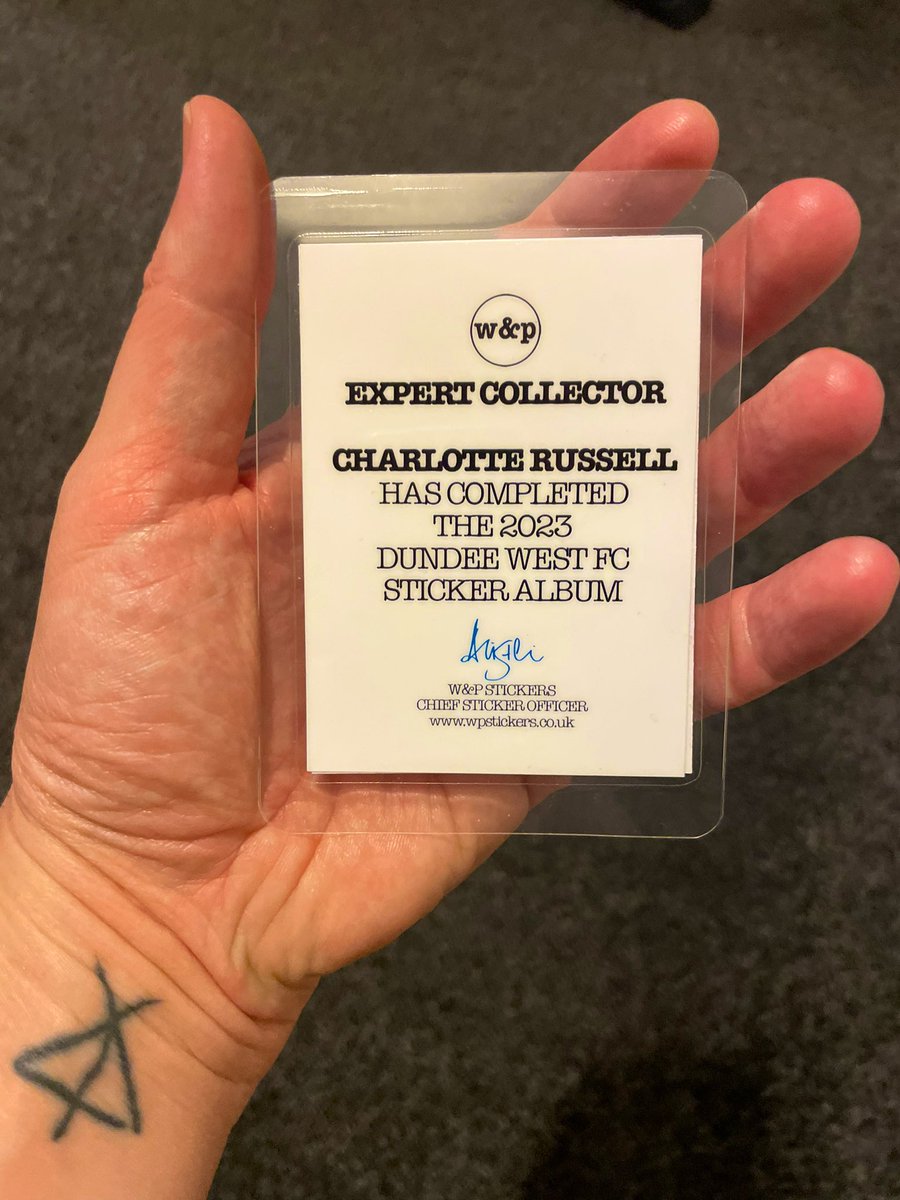 w&p
EXPERT COLLECTOR
CHARLOTTE RUSSELL
HAS COMPLETED
THE 2023
DUNDEE WEST FC
STICKER ALBUM
W&P STICKERS
CHIEF STICKER OFFICER
www.wpstickers.co.uk